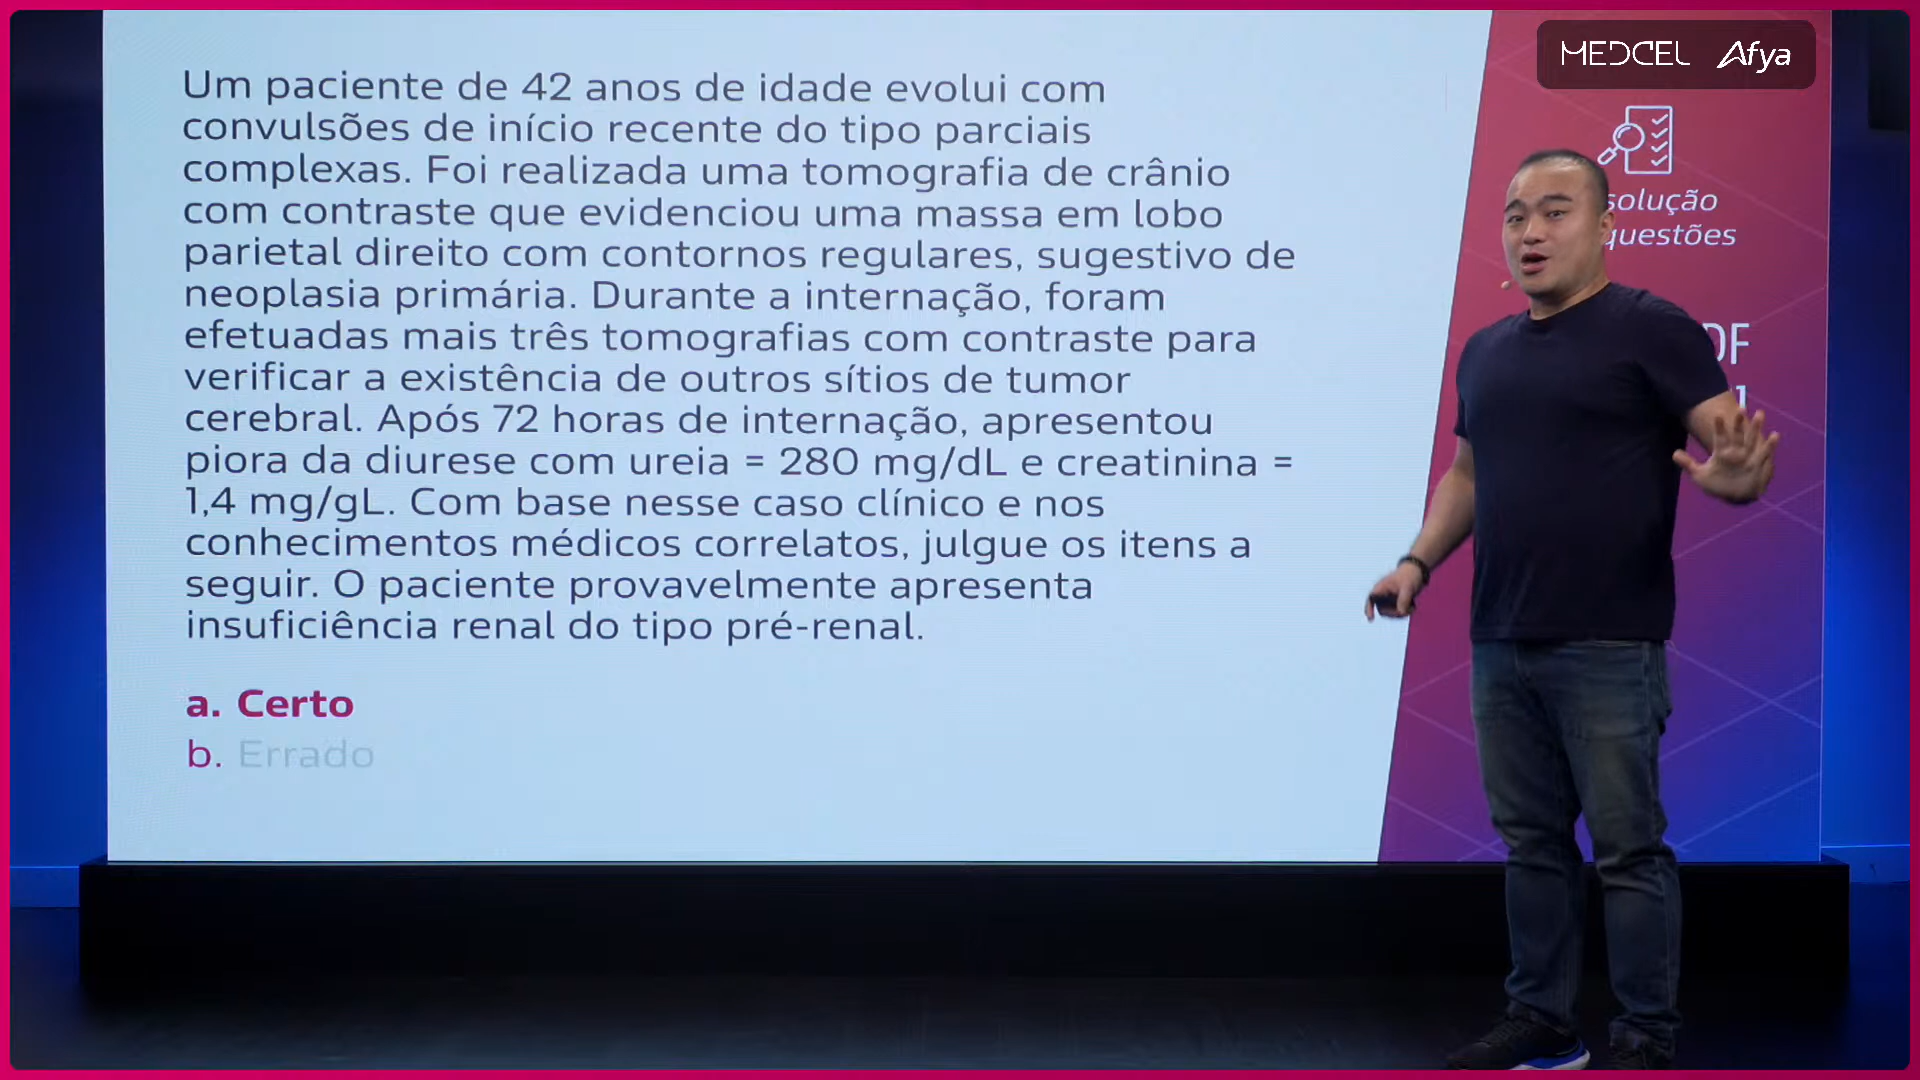 MEDCEL Afya
Um paciente de 42 anos de idade evolui com
convulsões de início recente do tipo parciais
complexas. Foi realizada uma tomografia de crânio
com contraste que evidenciou uma massa em lobo
parietal direito com contornos regulares, sugestivo de
neoplasia primária. Durante a internação, foram
efetuadas mais três tomografias com contraste para
verificar a existência de outros sítios de tumor
cerebral. Após 72 horas de internação, apresentou
piora da diurese com ureia = 280 mg/dL e creatinina =
1,4 mg/gL. Com base nesse caso clínico e nos
conhecimentos médicos correlatos, julgue os itens a
seguir. O paciente provavelmente apresenta
insuficiência renal do tipo pré-renal.
a. Certo
b. Errado
solução
questões
DF